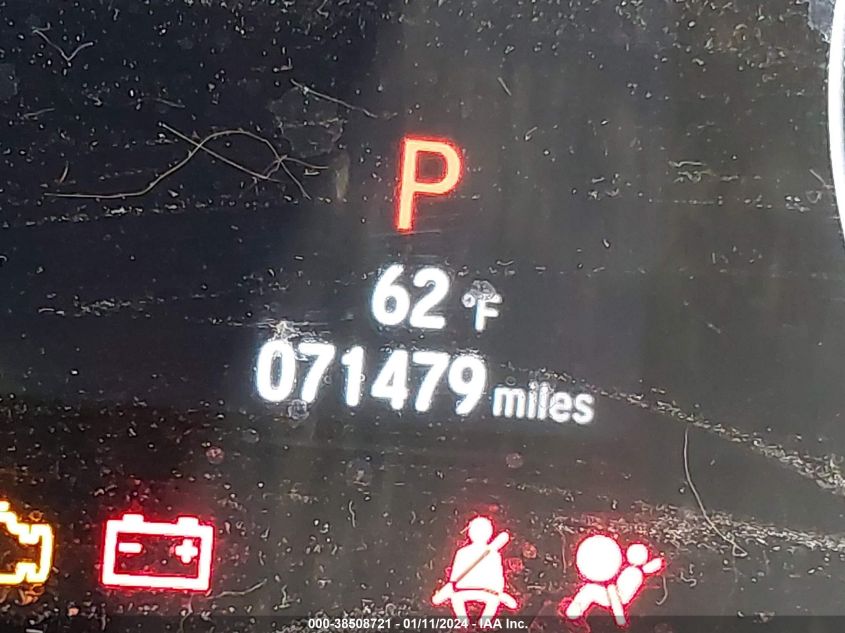 P
62 °F
071479 miles
000-38508721 - 01/11/2024 - IAA Inc.